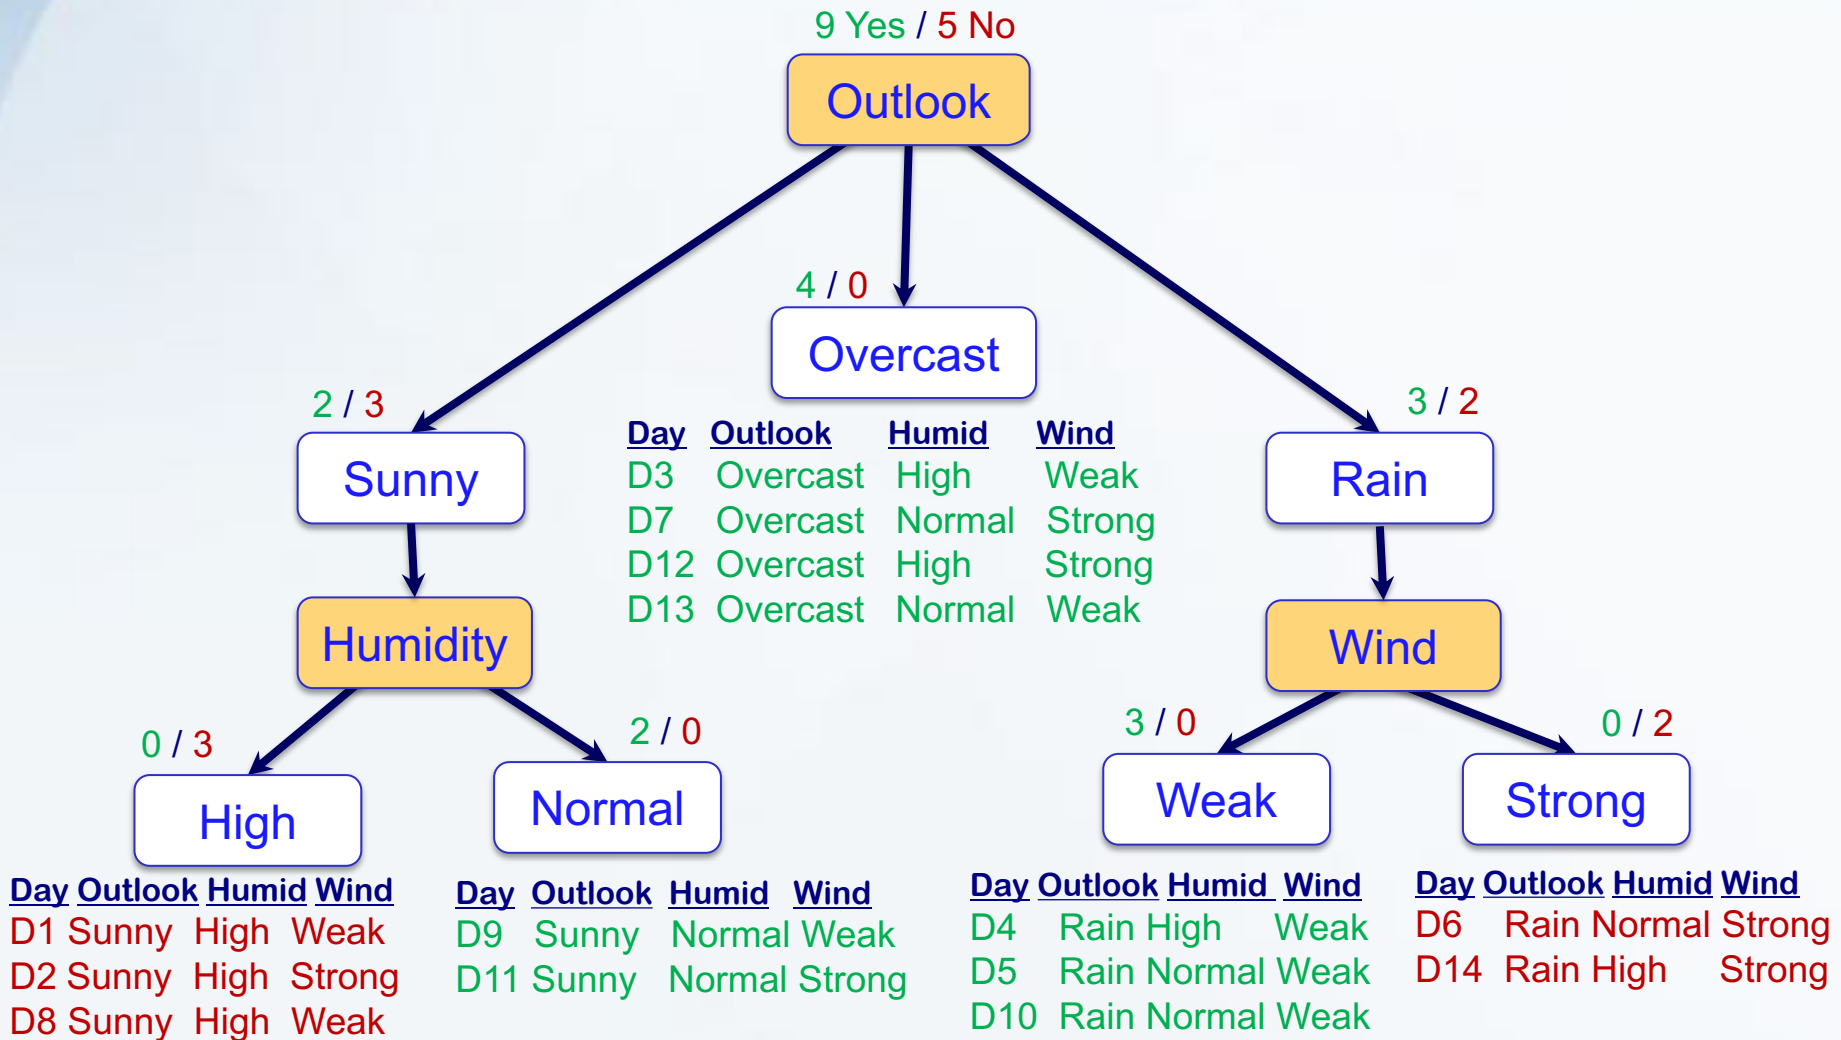 9 Yes / 5 No
Outlook
4 / 0
Overcast
Day Outlook Humid Wind
D3 Overcast High Weak
D7 Overcast Normal Strong
D12 Overcast High Strong
D13 Overcast Normal Weak
2 / 3
Sunny
Humidity
0 / 3
High
Day Outlook Humid Wind
D1 Sunny High Weak
D2 Sunny High Strong
D8 Sunny High Weak
2 / 0
Normal
Day Outlook Humid Wind
D9 Sunny Normal Weak
D11 Sunny Normal Strong
3 / 2
Rain
Wind
3 / 0
Weak
Day Outlook Humid Wind
D4 Rain High Weak
D5 Rain Normal Weak
D10 Rain Normal Weak
0 / 2
Strong
Day Outlook Humid Wind
D6 Rain Normal Strong
D14 Rain High Strong